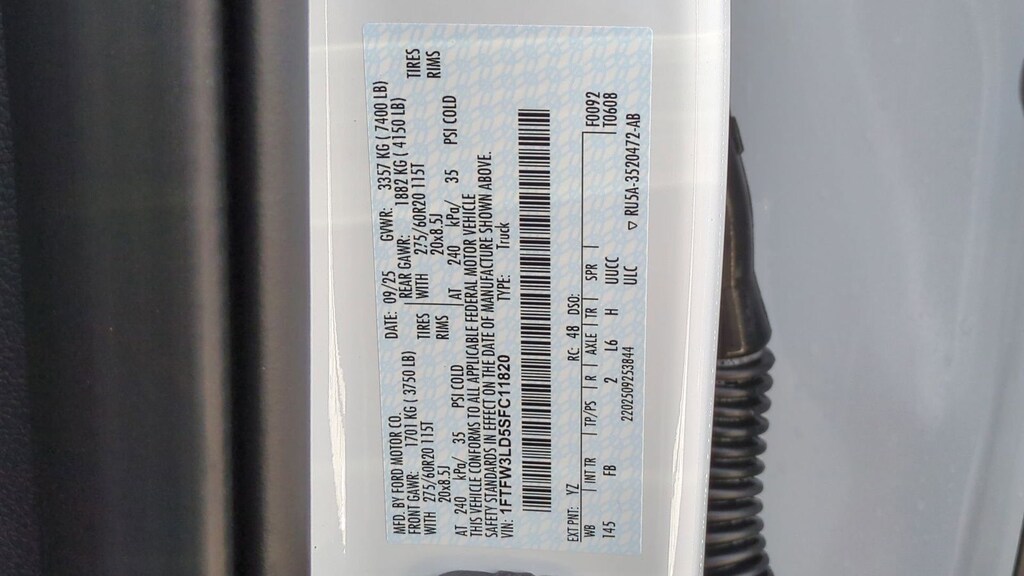 MFD. BY FORD MOTOR CO.
DATE: 09/25 GVWR: 3357 KG ( 7400 LB)
FRONT GAWR: 1701 KG ( 3750 LB) REAR GAWR: 1882 KG ( 4150 LB)
WITH 275/60R20 115T TIRES WITH 275/60R20 115T TIRES
20x8.5J RIMS 20x8.5J RIMS
AT 240 kPa/ 35 PSI COLD AT 240 kPa/ 35 PSI COLD
THIS VEHICLE CONFORMS TO ALL APPLICABLE FEDERAL MOTOR VEHICLE
SAFETY STANDARDS IN EFFECT ON THE DATE OF MANUFACTURE SHOWN ABOVE.
VIN: 1FTFW3LD5SFC11820 TYPE: Truck
EXT PNT: YZ RC: 48 DSO: F0092
WB INT TR TP/PS R AXLE TR SPR T0608
145 FB 2 L6 H UUCC
2202509253844 ULC
▽ RU5A-3520472-AB